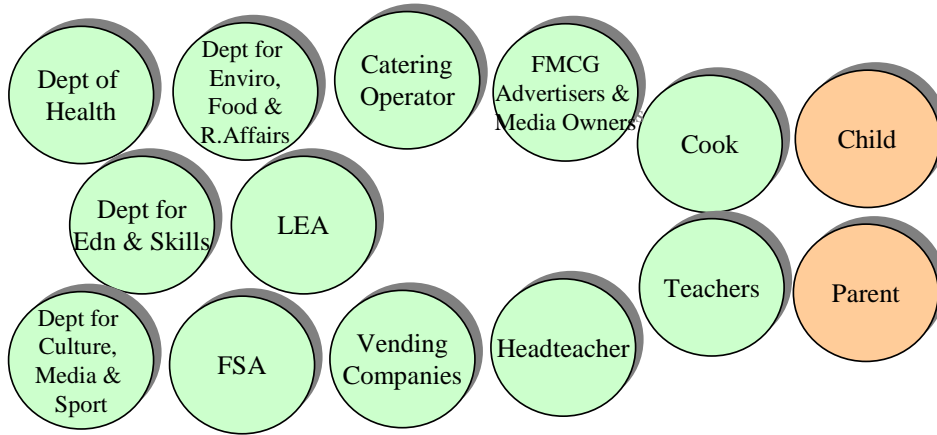 Dept of
Health
Dept for
Enviro,
Food &
R.Affairs
Catering
Operator
FMCG
Advertisers &
Media Owners
Cook
Child
Dept for
Edn & Skills
LEA
Teachers
Parent
Dept for
Culture,
Media &
Sport
FSA
Vending
Companies
Headteacher